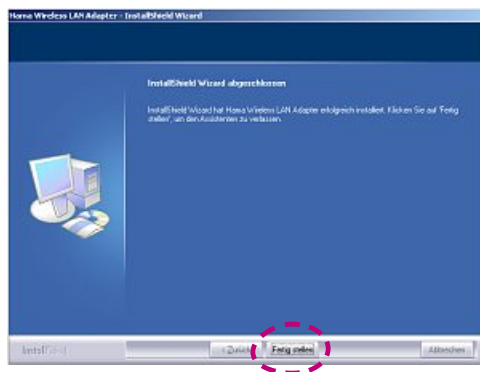 Hama Wireless LAN Adapter - InstallShield Wizard
InstallShield Wizard abgeschlossen
InstallShield Wizard hat Hama Wireless LAN Adapter erfolgreich installiert. Klicken Sie auf 'Fertig
stellen', um den Assistenten zu verlassen.
InstallShield
< Zurück Fertig stellen Abbrechen